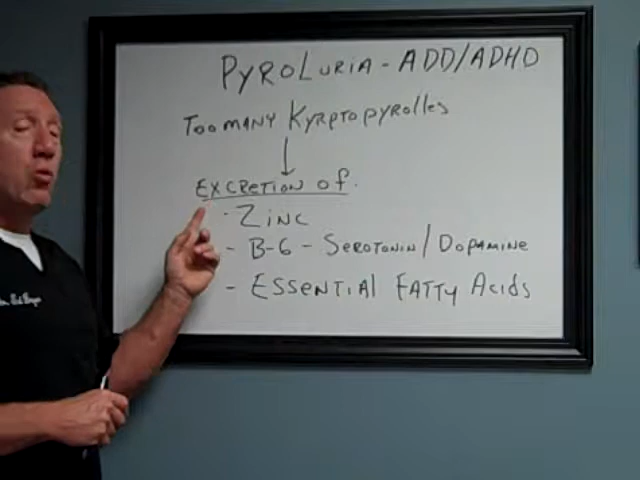 PYROLURIA - ADD/ADHD
TOO MANY KYRPTOPYROLLES
EXCRETION OF.
- ZINC
- B-6 - SEROTONIN/DOPAMINE
- ESSENTIAL FATTY ACIDS